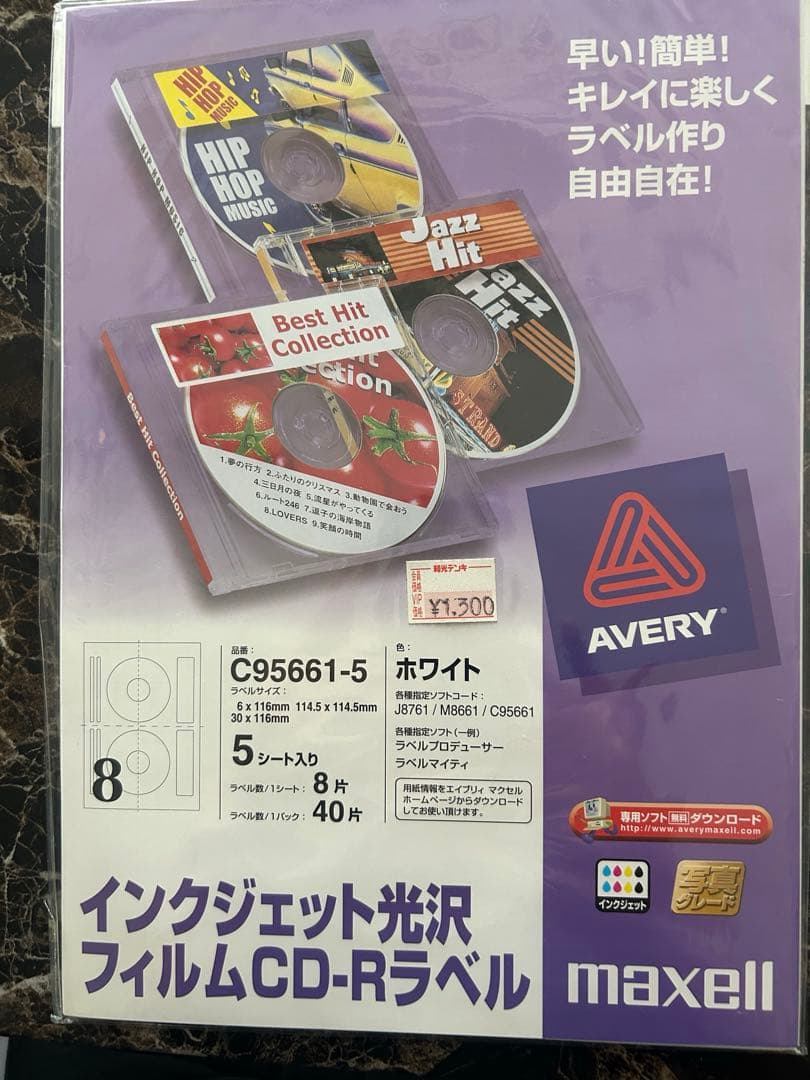 早い!簡単!
キレイに楽しく
ラベル作り
自由自在!
HIP
HOP
MUSIC
HIP HOP MUSIC
HIP
HOP
MUSIC
Jazz
Hit
azz
Hit
STRAND
Best Hit
Collection
Hit
ection
Best Hit Collection
1.夢の行方 2.ふたりのクリスマス 3.動物園で会おう
4.三日月の夜 5.流星がやってくる
6.ルート246 7.逗子の海岸物語
8.LOVERS 9.笑顔の時間
AVERY®
会員
価格
VIP
価格
¥1,300
品番:
C95661-5
ラベルサイズ:
6 x 116mm 114.5 x 114.5mm
30 x 116mm
5シート入り
ラベル数/1シート: 8片
ラベル数/1パック: 40片
8
色:
ホワイト
各種指定ソフトコード:
J8761 / M8661 / C95661
各種指定ソフト(一例)
ラベルプロデューサー
ラベルマイティ
用紙情報をエイブリィ マクセル
ホームページからダウンロード
してお使い頂けます。
専用ソフト無料ダウンロード
http://www.averymaxell.com
インクジェット
写真
グレード
インクジェット光沢
フィルムCD-Rラベル
maxell